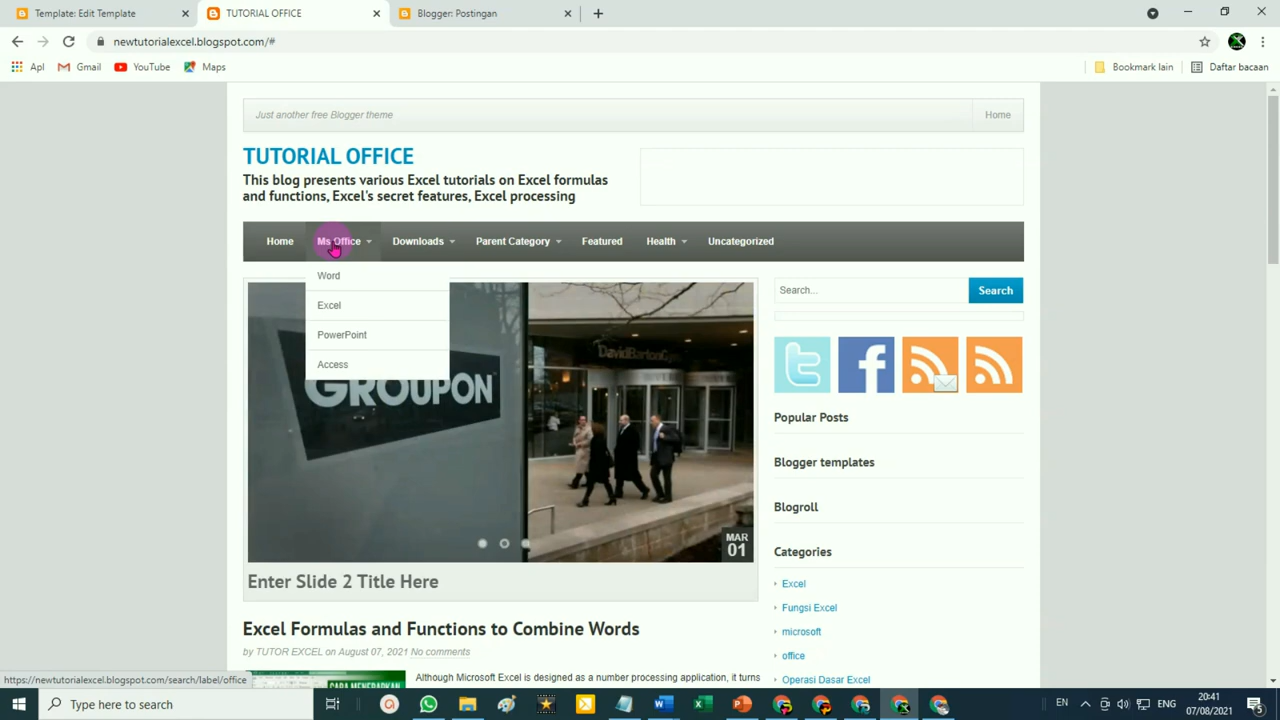 Template: Edit Template
TUTORIAL OFFICE
Blogger: Postingan
newtutorialexcel.blogspot.com/#
Apl
Gmail
YouTube
Maps
Bookmark lain
Daftar bacaan
Just another free Blogger theme
Home
TUTORIAL OFFICE
This blog presents various Excel tutorials on Excel formulas
and functions, Excel's secret features, Excel processing
Home
Ms Office
Downloads
Parent Category
Featured
Health
Uncategorized
Word
Excel
PowerPoint
Access
Search...
Search
GROUPON
DavidBartonGym
MAR
01
Enter Slide 2 Title Here
Popular Posts
Blogger templates
Blogroll
Categories
Excel
Fungsi Excel
microsoft
office
Operasi Dasar Excel
Excel Formulas and Functions to Combine Words
by TUTOR EXCEL on August 07, 2021 No comments
CARA MENERAPKAN
Although Microsoft Excel is designed as a number processing application, it turns
https://newtutorialexcel.blogspot.com/search/label/office
Type here to search
EN
ENG
20:41
07/08/2021
5